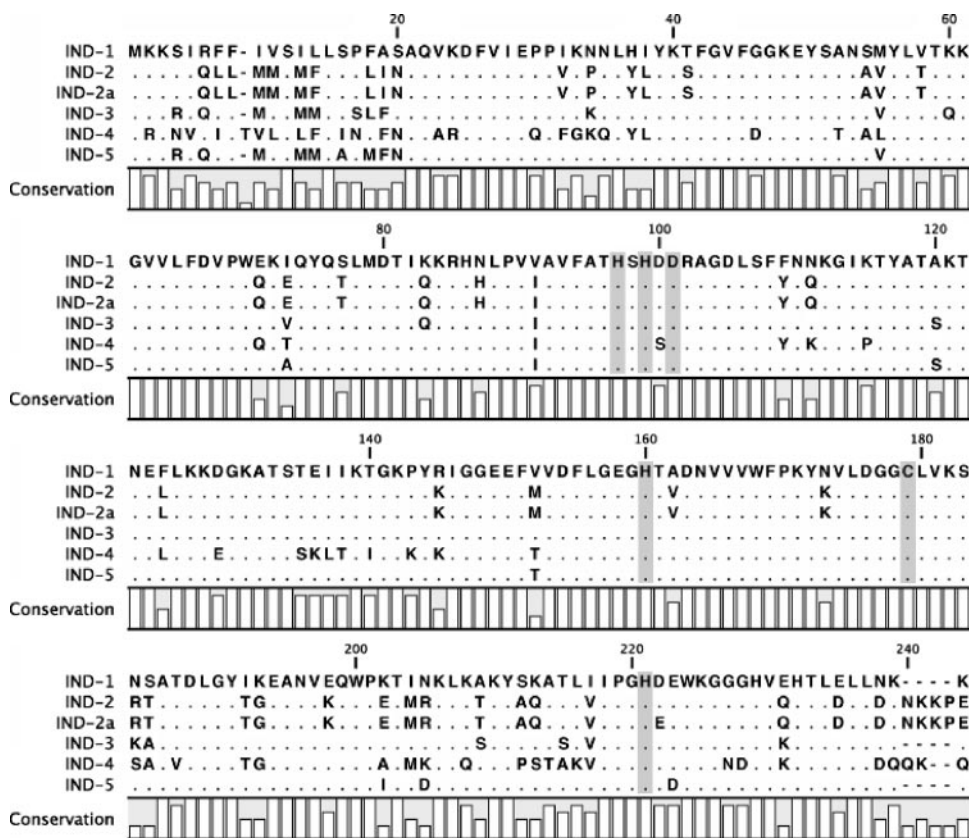 20 40 60
IND-1 MKKSIRFF-IVSILLSPFASAQVKDFVIEPPIKNNLHIYKTFGVFGGKEYSANSMYLVTKK
IND-2 .....QLL-MM.MF...LIN...........V.P..YL..S............AV..T...
IND-2a .....QLL-MM.MF...LIN...........V.P..YL..S............AV..T...
IND-3 ...R.Q..-M..MM..SLF..............K....................V....Q.
IND-4 .R.NV.I.TVL.LF.IN.FN..AR.....Q.FGKQ.YL.......D.....T.AL......
IND-5 ...R.Q..-M..MM.A.MFN..................................V......
Conservation
80 100 120
IND-1 GVVLFDVPWEKIQYQSLMDTIKKRHNLPVVAVFATHSHDDRAGDLSFFNNKGIKTYATAKT
IND-2 .........Q.E...T.....Q...H...I.................Y.Q...........
IND-2a .........Q.E...T.....Q...H...I.................Y.Q...........
IND-3 ...........V.........Q.......I............................S..
IND-4 .........Q.T.................I........S........Y.K...P.......
IND-5 ...........A.................I............................S..
Conservation
140 160 180
IND-1 NEFLKKDGKATSTEIIKTGKPYRIGGEEFVVDFLGEGHTADNVVVWFPKYNVLDGGCLVKS
IND-2 ..L...................K......M.........V..........K..........
IND-2a ..L...................K......M.........V..........K..........
IND-3 .............................................................
IND-4 ..L...E.....SKLT.I..K.K......T...............................
IND-5 .............................T...............................
Conservation
200 220 240
IND-1 NSATDLGYIKEANVEQWPKTINKLKAKYSKATLIIPGHDEWKGGGHVEHTLELLNK----K
IND-2 RT......TG....K...E.MR...T..AQ...V.............Q...D..D.NKKPE
IND-2a RT......TG....K...E.MR...T..AQ...V....E........Q...D..D.NKKPE
IND-3 KA.......................S.....S.V.............K........----.
IND-4 SA.V....TG........A.MK..Q...PSTAKV.........ND..K......DQQK--Q
IND-5 ..................I..D.................D................----.
Conservation